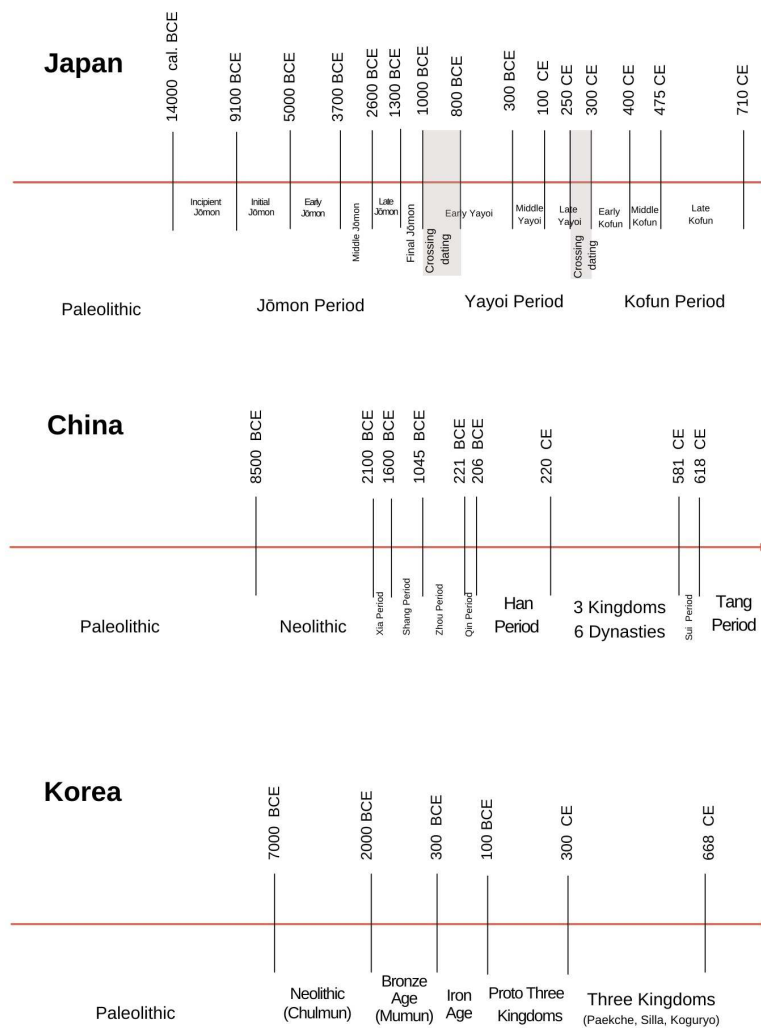 Japan
14000 cal. BCE
9100 BCE
5000 BCE
3700 BCE
2600 BCE
1300 BCE
1000 BCE
800 BCE
300 BCE
100 CE
250 CE
300 CE
400 CE
475 CE
710 CE
Incipient
Jōmon
Initial
Jōmon
Early
Jōmon
Middle Jōmon
Late
Jōmon
Final Jōmon
Crossing
dating
Early Yayoi
Middle
Yayoi
Late
Yayoi
Crossing
dating
Early
Kofun
Middle
Kofun
Late
Kofun
Paleolithic
Jōmon Period
Yayoi Period
Kofun Period
China
8500 BCE
2100 BCE
1600 BCE
1045 BCE
221 BCE
206 BCE
220 CE
581 CE
618 CE
Paleolithic
Neolithic
Xia Period
Shang Period
Zhou Period
Qin Period
Han
Period
3 Kingdoms
6 Dynasties
Sui Period
Tang
Period
Korea
7000 BCE
2000 BCE
300 BCE
100 BCE
300 CE
668 CE
Paleolithic
Neolithic
(Chulmun)
Bronze
Age
(Mumun)
Iron
Age
Proto Three
Kingdoms
Three Kingdoms
(Paekche, Silla, Koguryo)